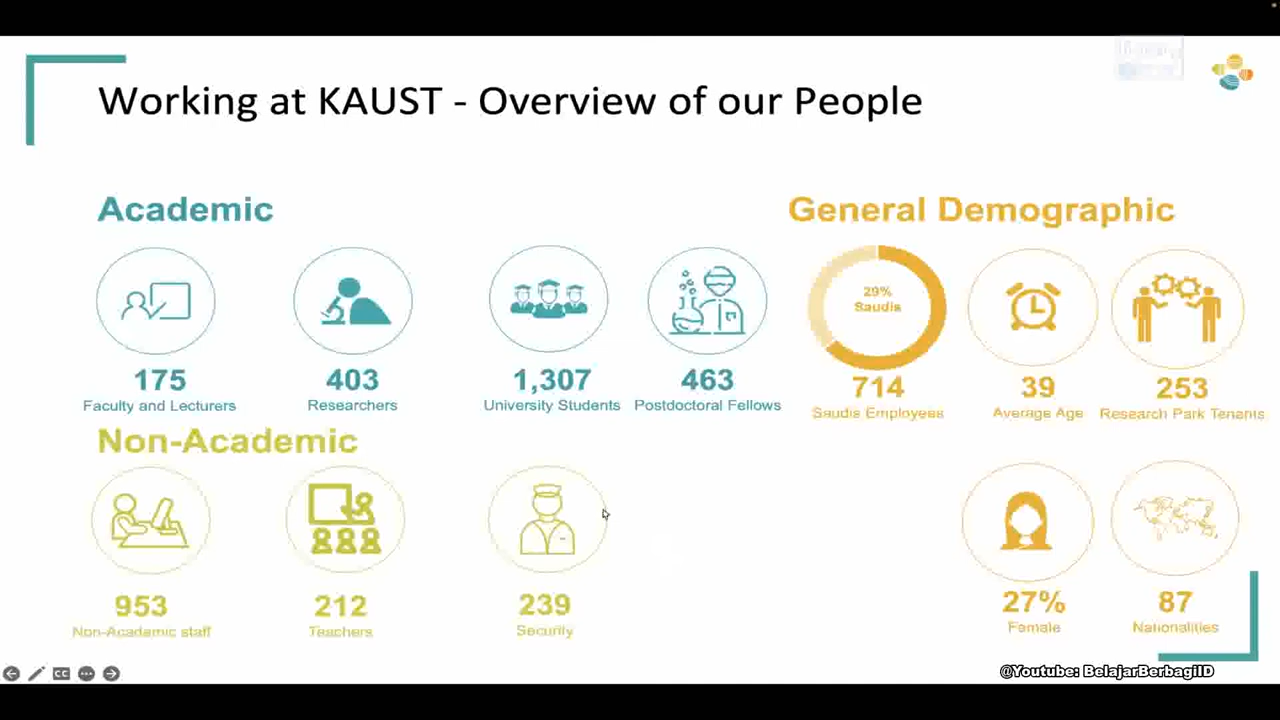 Working at KAUST - Overview of our People
Academic
175
Faculty and Lecturers
403
Researchers
1,307
University Students
463
Postdoctoral Fellows
General Demographic
29%
Saudis
714
Saudis Employees
39
Average Age
253
Research Park Tenants
Non-Academic
953
Non-Academic staff
212
Teachers
239
Security
27%
Female
87
Nationalities
CC
@Youtube: BelajarBerbagiID